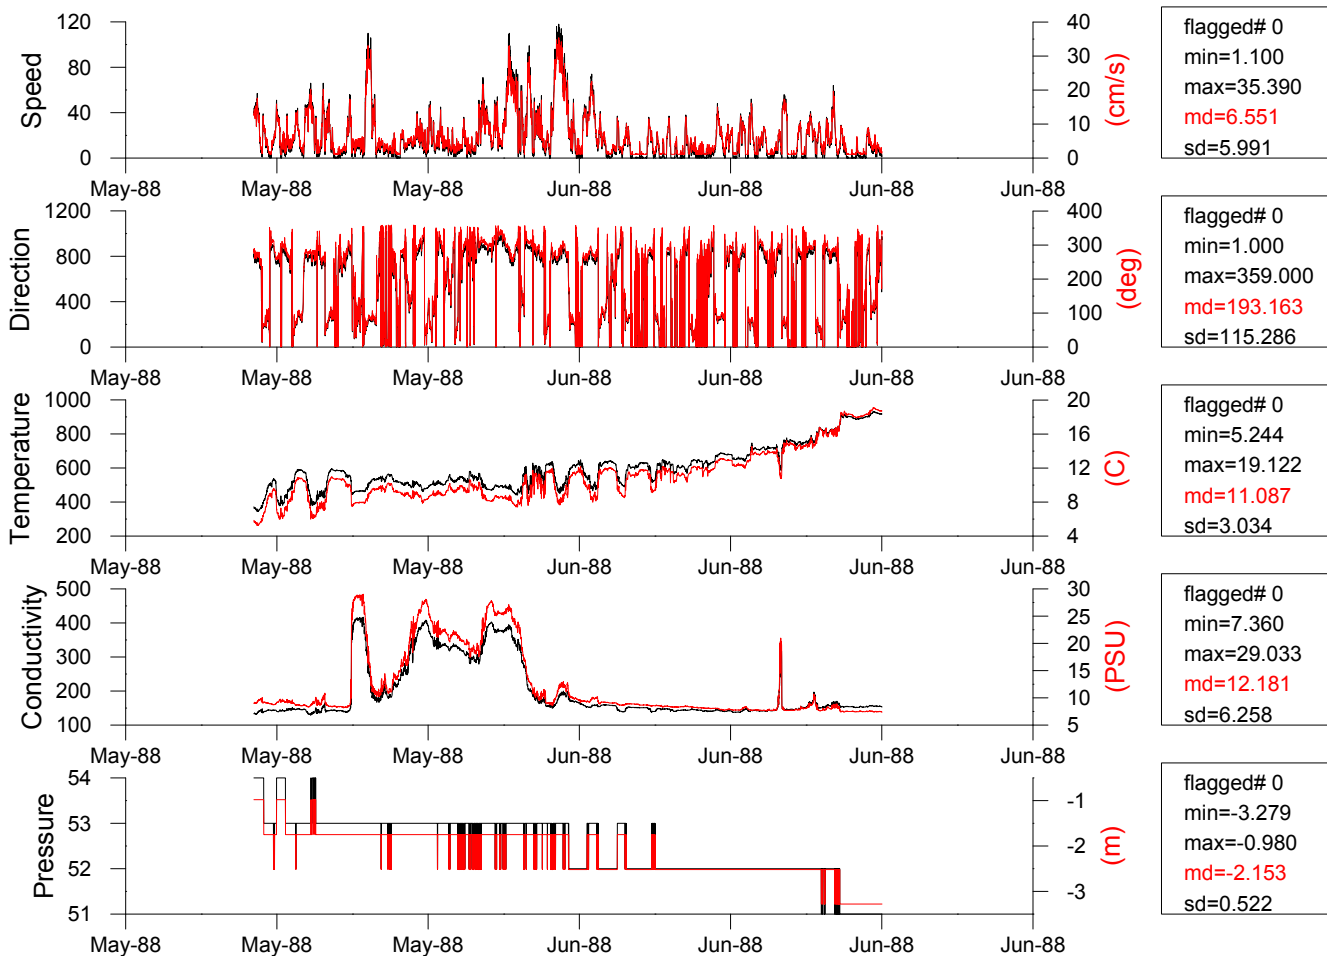 120
80
40
0
Speed
40
30
20
10
0
(cm/s)
May-88 May-88 May-88 Jun-88 Jun-88 Jun-88 Jun-88
flagged# 0
min=1.100
max=35.390
md=6.551
sd=5.991
1200
800
400
0
Direction
400
300
200
100
0
(deg)
May-88 May-88 May-88 Jun-88 Jun-88 Jun-88 Jun-88
flagged# 0
min=1.000
max=359.000
md=193.163
sd=115.286
1000
800
600
400
200
Temperature
20
16
12
8
4
(C)
May-88 May-88 May-88 Jun-88 Jun-88 Jun-88 Jun-88
flagged# 0
min=5.244
max=19.122
md=11.087
sd=3.034
500
400
300
200
100
Conductivity
30
25
20
15
10
5
(PSU)
May-88 May-88 May-88 Jun-88 Jun-88 Jun-88 Jun-88
flagged# 0
min=7.360
max=29.033
md=12.181
sd=6.258
54
53
52
51
Pressure
-1
-2
-3
(m)
May-88 May-88 May-88 Jun-88 Jun-88 Jun-88 Jun-88
flagged# 0
min=-3.279
max=-0.980
md=-2.153
sd=0.522